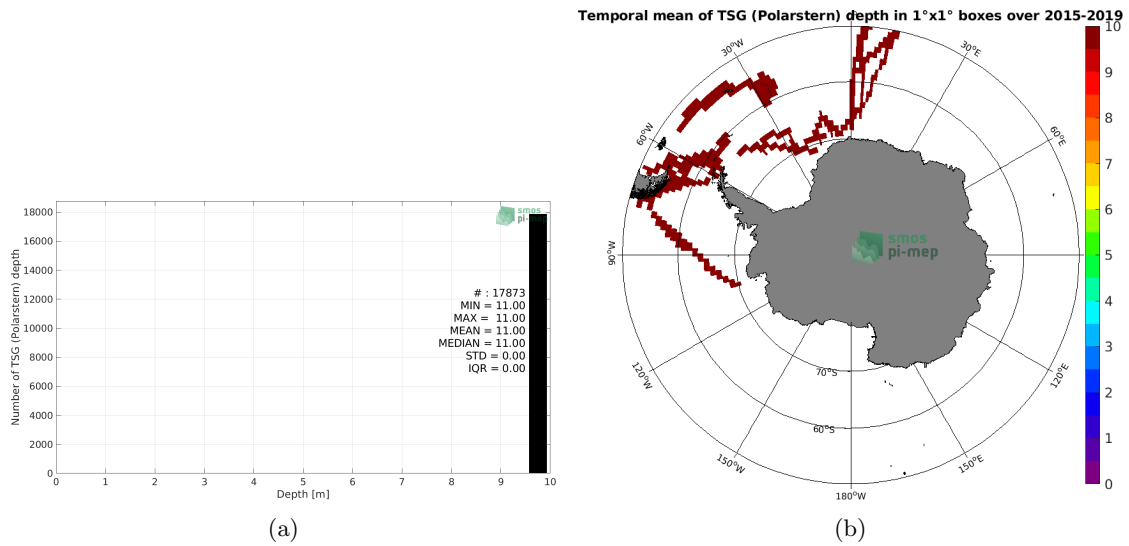 18000
16000
14000
12000
10000
8000
6000
4000
2000
0
Number of TSG (Polarstern) depth
smos
pi-mep
# : 17873
MIN = 11.00
MAX = 11.00
MEAN = 11.00
MEDIAN = 11.00
STD = 0.00
IQR = 0.00
0 1 2 3 4 5 6 7 8 9 10
Depth [m]
(a)
Temporal mean of TSG (Polarstern) depth in 1°x1° boxes over 2015-2019
0°
30°W
30°E
60°W
60°E
90°W
120°W
120°E
150°W
150°E
180°W
70°S
60°S
smos
pi-mep
10
9
8
7
6
5
4
3
2
1
0
(b)